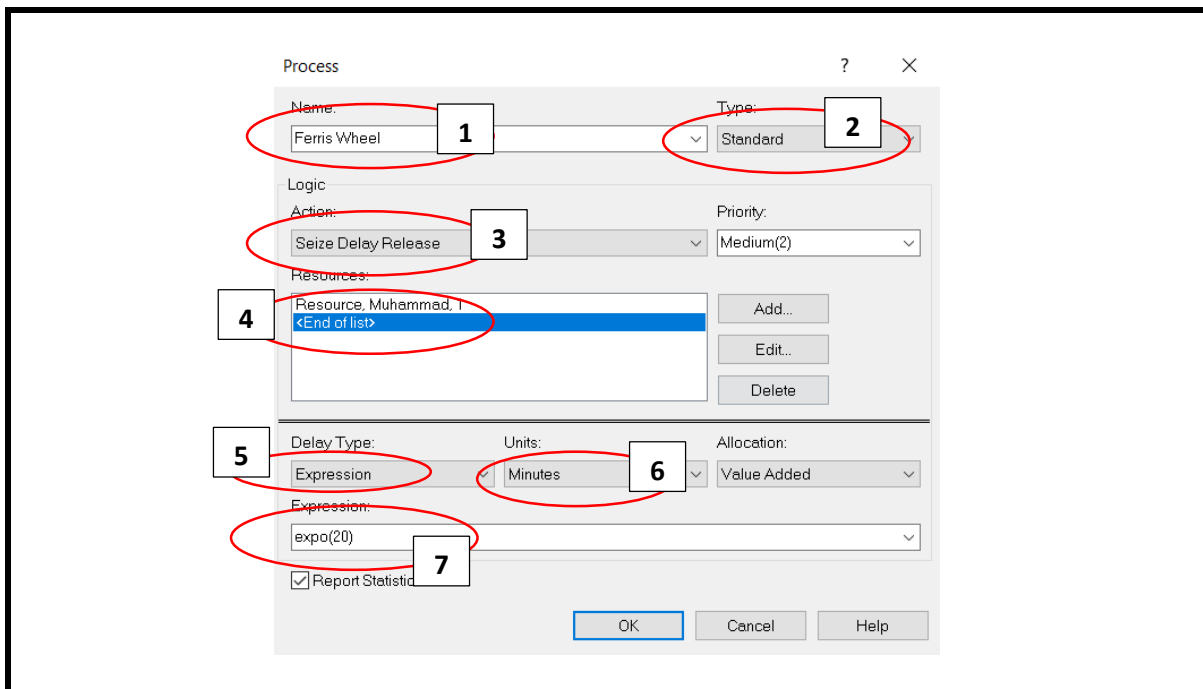 Process ? ×
Name: Type:
Ferris Wheel 1 Standard 2
Logic
Action: Priority:
Seize Delay Release 3 Medium(2)
Resources:
Resource, Muhammad, 1 Add...
4 <End of list>
Edit...
Delete
Delay Type: Units: Allocation:
5 Expression Minutes 6 Value Added
Expression:
expo(20)
7
Report Statistic
OK Cancel Help